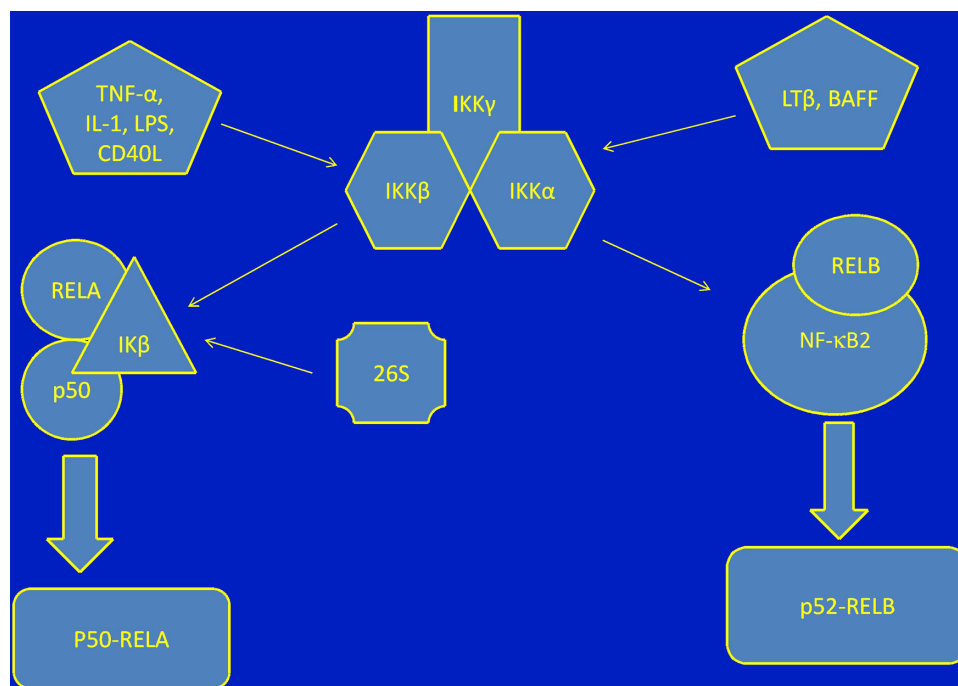 TNF-α,
IL-1, LPS,
CD40L
IKKγ
LTβ, BAFF
IKKβ
IKKα
RELA
IKβ
p50
26S
RELB
NF-κB2
P50-RELA
p52-RELB